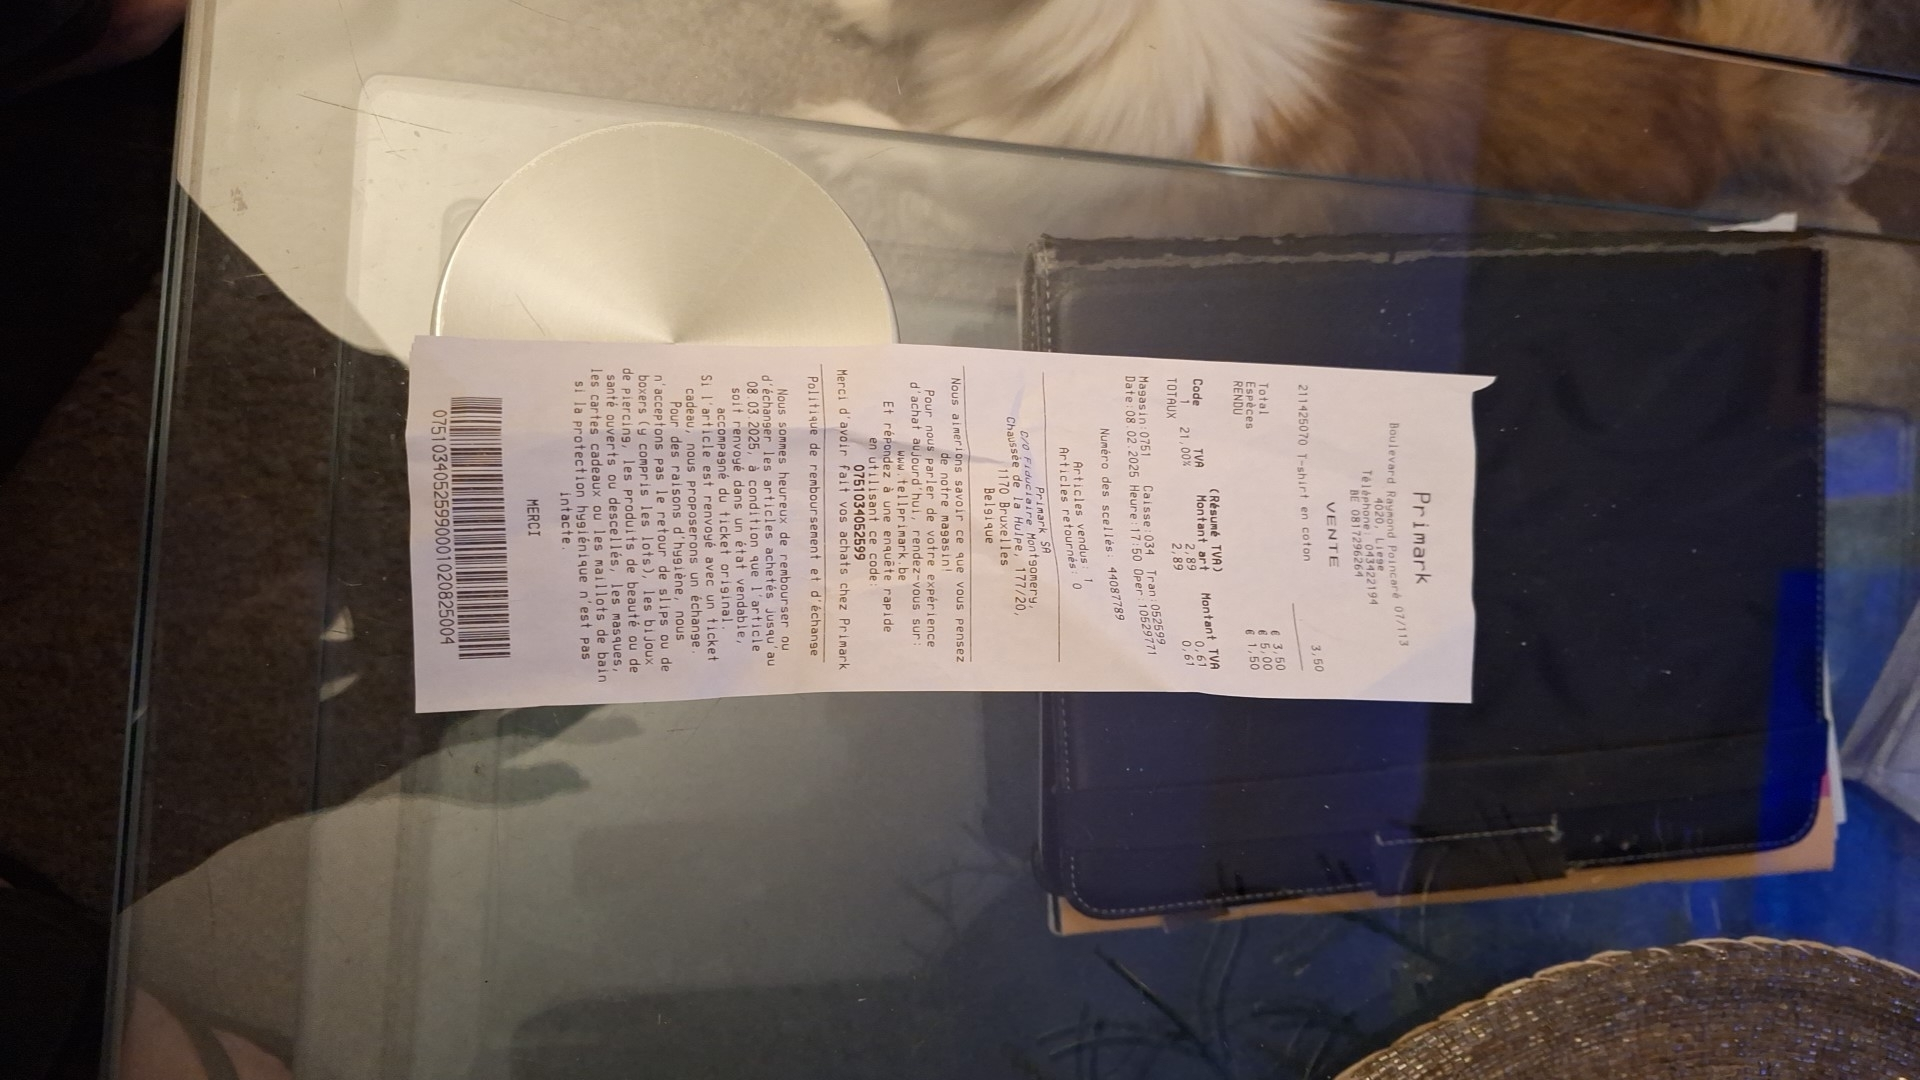 Primark
Boulevard Raymond Poincaré 07/113
4020, Liege
Téléphone: 043422194
BE 0817296264
VENTE
211425070 T-shirt en coton 3,50
Total € 3,50
Espèces € 5,00
RENDU € 1,50
(Résumé TVA)
Code TVA Montant art Montant TVA
1 21,00% 2,89 0,61
TOTAUX 2,89 0,61
Magasin:0751 Caisse:034 Tran:052599
Date:08.02.2025 Heure:17:50 Oper:10529771
Numéro des scellés: 44087789
Articles vendus: 1
Articles retournés: 0
Primark SA
c/o Fiduciaire Montgomery,
Chaussée de la Hulpe, 177/20,
1170 Bruxelles
Belgique
Nous aimerions savoir ce que vous pensez
de notre magasin!
Pour nous parler de votre expérience
d'achat aujourd'hui, rendez-vous sur:
www.tellprimark.be
Et répondez à une enquête rapide
en utilisant ce code:
075103405259​9
Merci d'avoir fait vos achats chez Primark
Politique de remboursement et d'échange
Nous sommes heureux de rembourser ou
d'échanger les articles achetés jusqu'au
08.03.2025, à condition que l'article
soit renvoyé dans un état vendable,
accompagné du ticket original.
Si l'article est renvoyé avec un ticket
cadeau, nous proposerons un échange.
Pour des raisons d'hygiène, nous
n'acceptons pas le retour de slips ou de
boxers (y compris les lots), les bijoux
de piercing, les produits de beauté ou de
santé ouverts ou descellés, les masques,
les cartes cadeaux ou les maillots de bain
si la protection hygiénique n'est pas
intacte.
MERCI
0751034052599000102082500​4